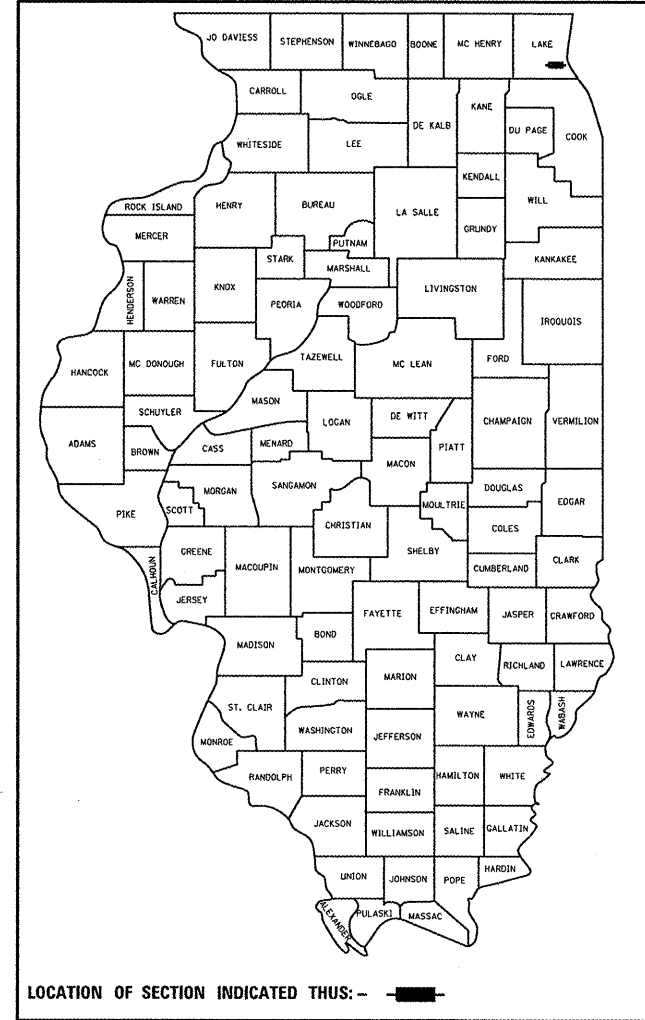 JO DAVIESS STEPHENSON WINNEBAGO BOONE MC HENRY LAKE
CARROLL OGLE DE KALB KANE DU PAGE COOK
WHITESIDE LEE KENDALL WILL
ROCK ISLAND HENRY BUREAU PUTNAM LA SALLE GRUNDY
MERCER STARK MARSHALL KANKAKEE
HENDERSON WARREN KNOX PEORIA WOODFORD LIVINGSTON IROQUOIS
HANCOCK MC DONOUGH FULTON TAZEWELL MC LEAN FORD
SCHUYLER MASON LOGAN DE WITT CHAMPAIGN VERMILION
ADAMS BROWN CASS MENARD MACON PIATT
PIKE SCOTT MORGAN SANGAMON MOULTRIE DOUGLAS EDGAR
CHRISTIAN COLES
CALHOUN GREENE MACOUPIN MONTGOMERY SHELBY CUMBERLAND CLARK
JERSEY FAYETTE EFFINGHAM JASPER CRAWFORD
MADISON BOND CLAY RICHLAND LAWRENCE
CLINTON MARION
ST. CLAIR WASHINGTON WAYNE EDWARDS WABASH
MONROE JEFFERSON
RANDOLPH PERRY HAMILTON WHITE
FRANKLIN
JACKSON WILLIAMSON SALINE GALLATIN
UNION JOHNSON POPE HARDIN
ALEXANDER PULASKI MASSAC
LOCATION OF SECTION INDICATED THUS: -